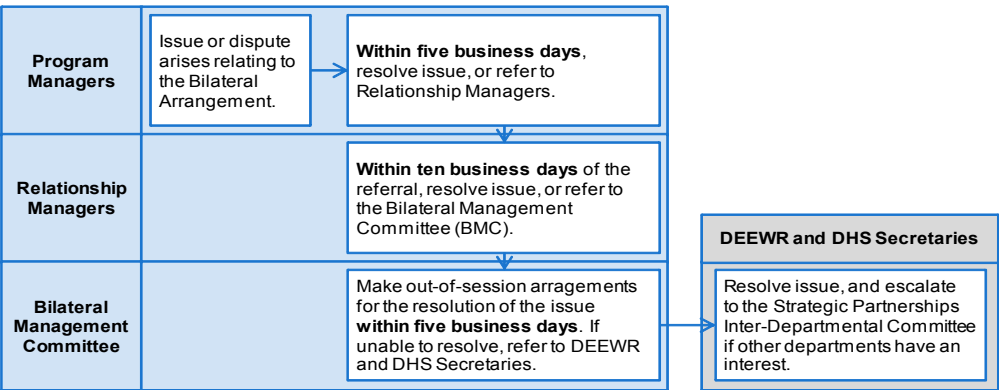 Program
Managers
Issue or dispute
arises relating to
the Bilateral
Arrangement.
Within five business days,
resolve issue, or refer to
Relationship Managers.
Relationship
Managers
Within ten business days of the
referral, resolve issue, or refer to
the Bilateral Management
Committee (BMC).
Bilateral
Management
Committee
Make out-of-session arragements
for the resolution of the issue
within five business days. If
unable to resolve, refer to DEEWR
and DHS Secretaries.
DEEWR and DHS Secretaries
Resolve issue, and escalate
to the Strategic Partnerships
Inter-Departmental Committee
if other departments have an
interest.